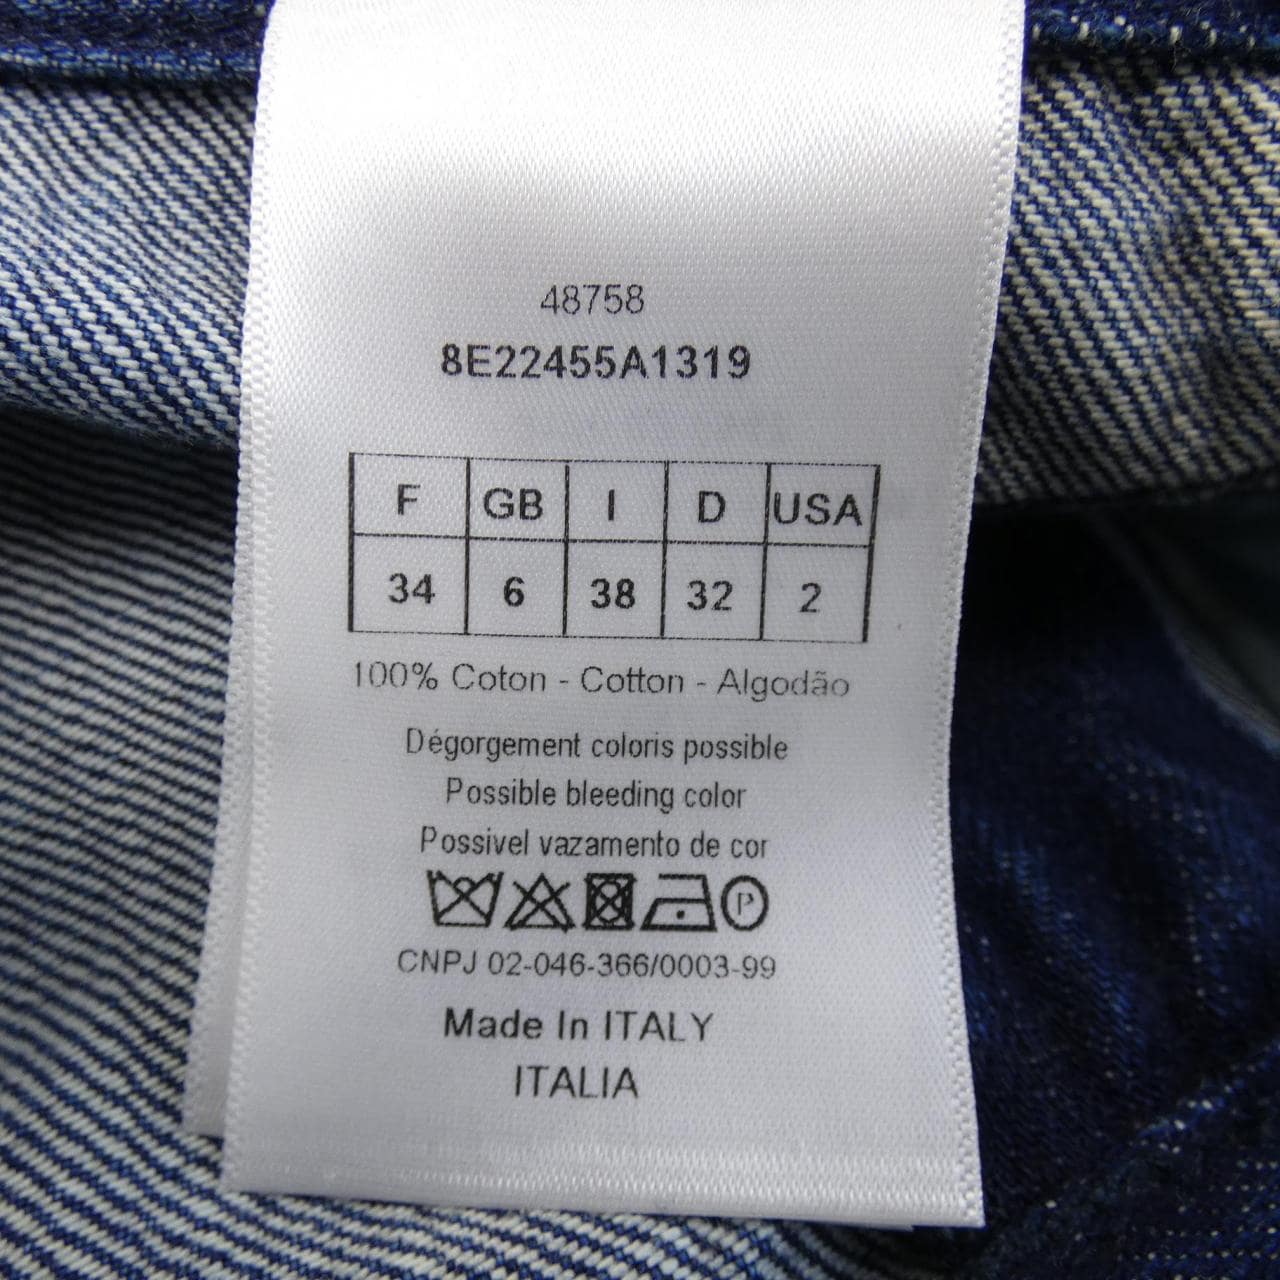 48758
8E22455A1319
F GB I D USA
34 6 38 32 2
100% Coton - Cotton - Algodão
Dégorgement coloris possible
Possible bleeding color
Possivel vazamento de cor
P
CNPJ 02-046-366/0003-99
Made In ITALY
ITALIA